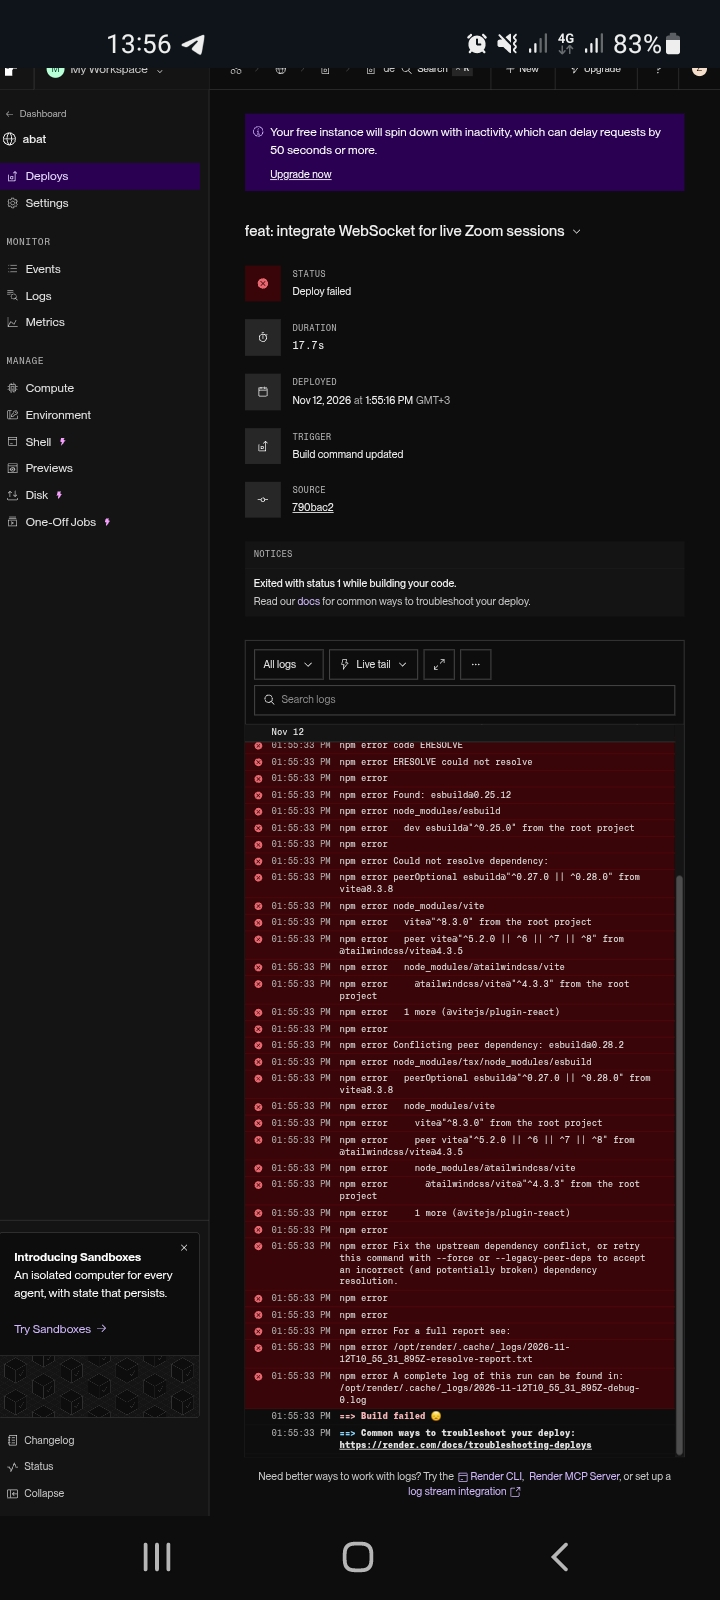 13:56
4G
83%
M My Workspace
de
Search
New
Upgrade
?
Dashboard
abat
Deploys
Settings
MONITOR
Events
Logs
Metrics
MANAGE
Compute
Environment
Shell
Previews
Disk
One-Off Jobs
Introducing Sandboxes
An isolated computer for every
agent, with state that persists.
Try Sandboxes →
Changelog
Status
Collapse
Your free instance will spin down with inactivity, which can delay requests by
50 seconds or more.
Upgrade now
feat: integrate WebSocket for live Zoom sessions
STATUS
Deploy failed
DURATION
17.7s
DEPLOYED
Nov 12, 2026 at 1:55:16 PM GMT+3
TRIGGER
Build command updated
SOURCE
790bac2
NOTICES
Exited with status 1 while building your code.
Read our docs for common ways to troubleshoot your deploy.
All logs
Live tail
...
Search logs
Nov 12
01:55:33 PM npm error code ERESOLVE
01:55:33 PM npm error ERESOLVE could not resolve
01:55:33 PM npm error
01:55:33 PM npm error Found: esbuild@0.25.12
01:55:33 PM npm error node_modules/esbuild
01:55:33 PM npm error   dev esbuild@"^0.25.0" from the root project
01:55:33 PM npm error
01:55:33 PM npm error Could not resolve dependency:
01:55:33 PM npm error peerOptional esbuild@"^0.27.0 || ^0.28.0" from
vite@8.3.8
01:55:33 PM npm error node_modules/vite
01:55:33 PM npm error   vite@"^8.3.0" from the root project
01:55:33 PM npm error   peer vite@"^5.2.0 || ^6 || ^7 || ^8" from
@tailwindcss/vite@4.3.5
01:55:33 PM npm error   node_modules/@tailwindcss/vite
01:55:33 PM npm error     @tailwindcss/vite@"^4.3.3" from the root
project
01:55:33 PM npm error   1 more (@vitejs/plugin-react)
01:55:33 PM npm error
01:55:33 PM npm error Conflicting peer dependency: esbuild@0.28.2
01:55:33 PM npm error node_modules/tsx/node_modules/esbuild
01:55:33 PM npm error   peerOptional esbuild@"^0.27.0 || ^0.28.0" from
vite@8.3.8
01:55:33 PM npm error   node_modules/vite
01:55:33 PM npm error     vite@"^8.3.0" from the root project
01:55:33 PM npm error     peer vite@"^5.2.0 || ^6 || ^7 || ^8" from
@tailwindcss/vite@4.3.5
01:55:33 PM npm error     node_modules/@tailwindcss/vite
01:55:33 PM npm error       @tailwindcss/vite@"^4.3.3" from the root
project
01:55:33 PM npm error     1 more (@vitejs/plugin-react)
01:55:33 PM npm error
01:55:33 PM npm error Fix the upstream dependency conflict, or retry
this command with --force or --legacy-peer-deps to accept
an incorrect (and potentially broken) dependency
resolution.
01:55:33 PM npm error
01:55:33 PM npm error
01:55:33 PM npm error For a full report see:
01:55:33 PM npm error /opt/render/.cache/_logs/2026-11-
12T10_55_31_895Z-eresolve-report.txt
01:55:33 PM npm error A complete log of this run can be found in:
/opt/render/.cache/_logs/2026-11-12T10_55_31_895Z-debug-
0.log
01:55:33 PM ==> Build failed 😞
01:55:33 PM ==> Common ways to troubleshoot your deploy:
https://render.com/docs/troubleshooting-deploys
Need better ways to work with logs? Try the Render CLI, Render MCP Server, or set up a
log stream integration